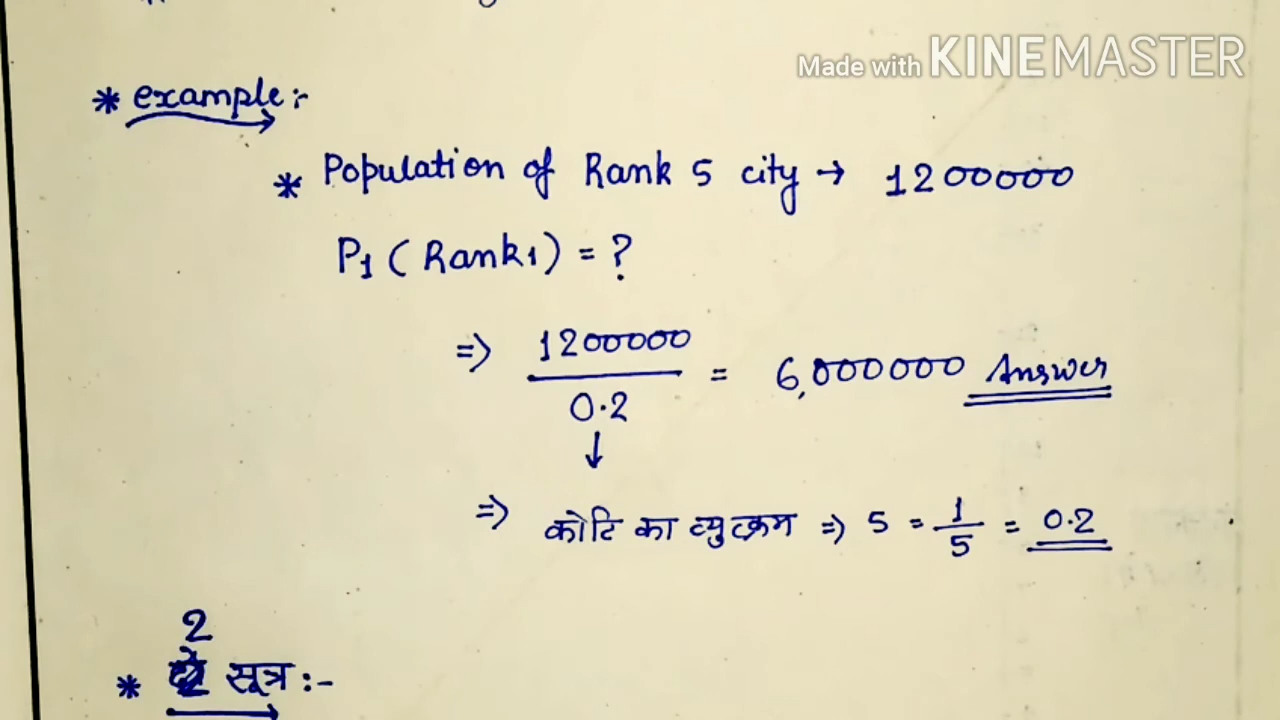 Made with KINEMASTER
* example :-
* Population of Rank 5 city → 1200000
P1 (Rank1) = ?
⇒ 1200000 / 0.2 = 6,000000 Answer
↓
⇒ कोटि का व्युत्क्रम ⇒ 5 = 1/5 = 0.2
2
* सूत्र :-